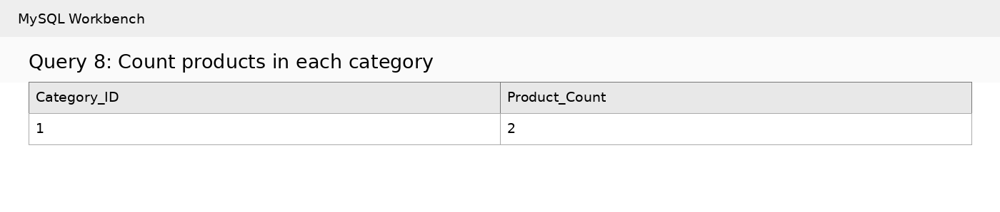 MySQL Workbench
Query 8: Count products in each category
Category_ID Product_Count
1 2